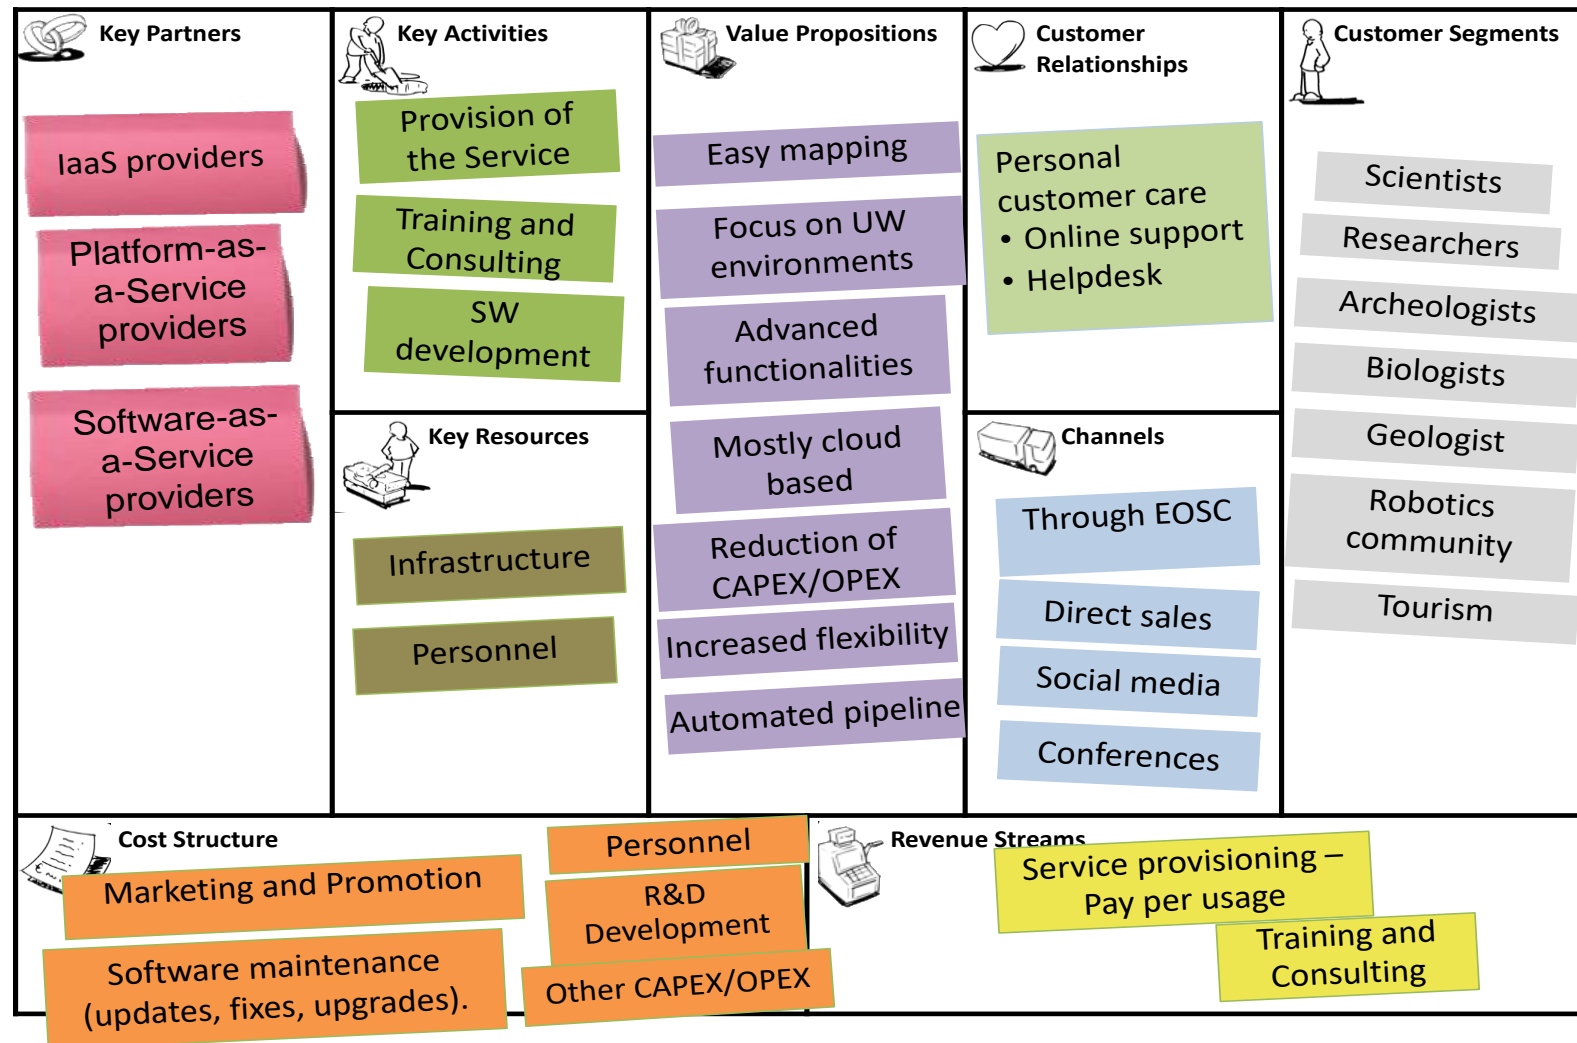 Key Partners
IaaS providers
Platform-as-
a-Service
providers
Software-as-
a-Service
providers
Key Activities
Provision of
the Service
Training and
Consulting
SW
development
Key Resources
Infrastructure
Personnel
Value Propositions
Easy mapping
Focus on UW
environments
Advanced
functionalities
Mostly cloud
based
Reduction of
CAPEX/OPEX
Increased flexibility
Automated pipeline
Customer
Relationships
Personal
customer care
• Online support
• Helpdesk
Channels
Through EOSC
Direct sales
Social media
Conferences
Customer Segments
Scientists
Researchers
Archeologists
Biologists
Geologist
Robotics
community
Tourism
Cost Structure
Marketing and Promotion
Software maintenance
(updates, fixes, upgrades).
Personnel
R&D
Development
Other CAPEX/OPEX
Revenue Streams
Service provisioning –
Pay per usage
Training and
Consulting